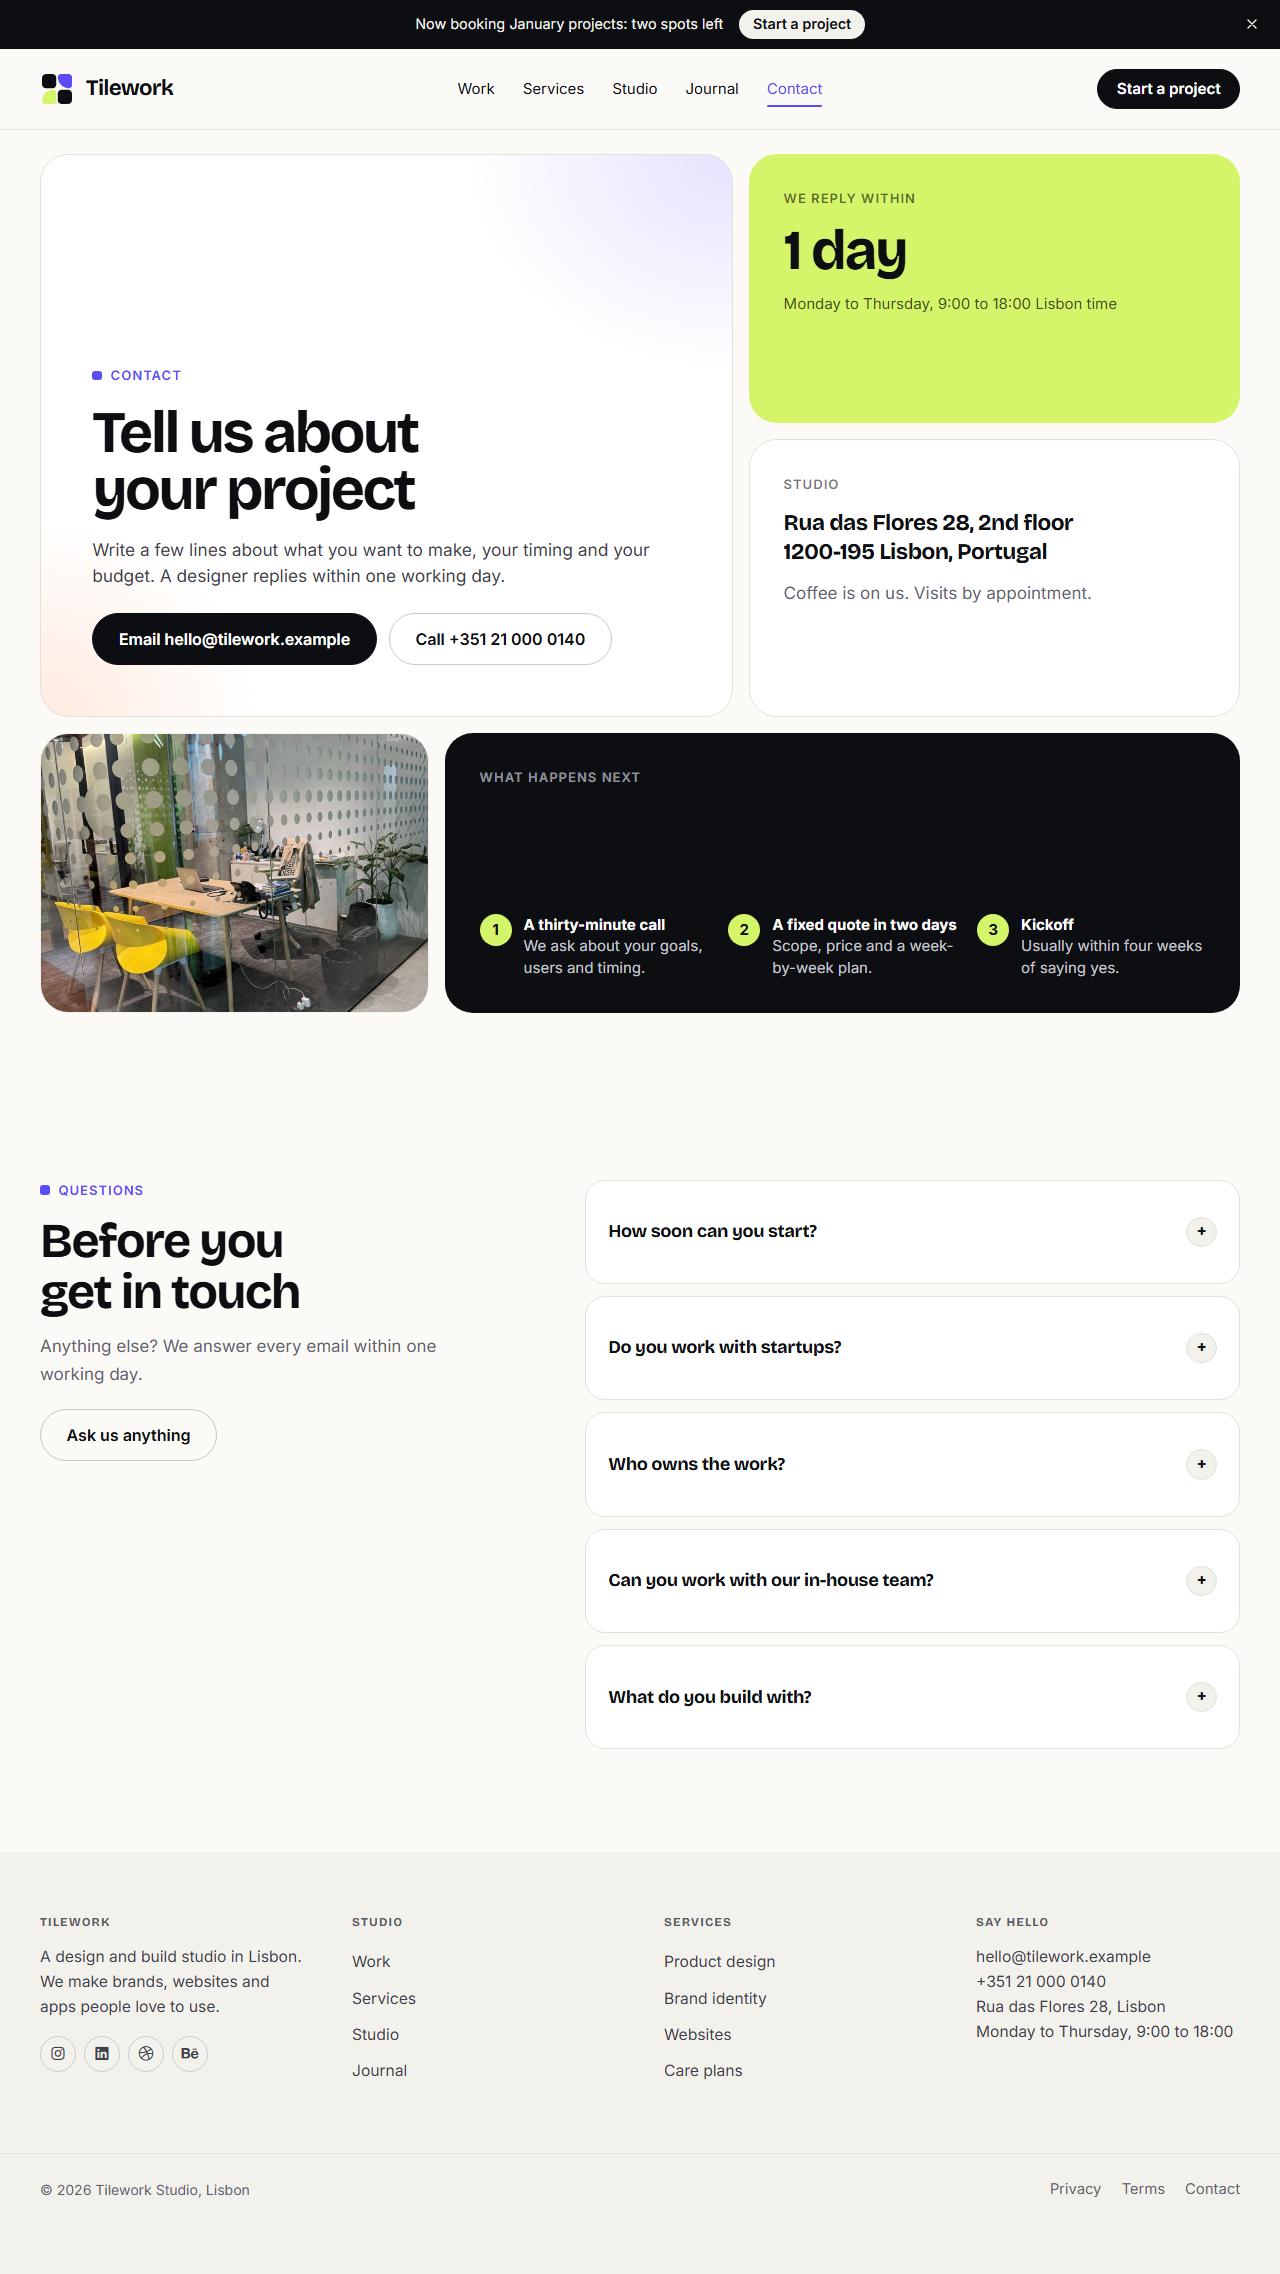 Now booking January projects: two spots left
Start a project
×
Tilework
Work
Services
Studio
Journal
Contact
Start a project
CONTACT
Tell us about
your project
Write a few lines about what you want to make, your timing and your
budget. A designer replies within one working day.
Email hello@tilework.example
Call +351 21 000 0140
WE REPLY WITHIN
1 day
Monday to Thursday, 9:00 to 18:00 Lisbon time
STUDIO
Rua das Flores 28, 2nd floor
1200-195 Lisbon, Portugal
Coffee is on us. Visits by appointment.
WHAT HAPPENS NEXT
1
A thirty-minute call
We ask about your goals,
users and timing.
2
A fixed quote in two days
Scope, price and a week-
by-week plan.
3
Kickoff
Usually within four weeks
of saying yes.
QUESTIONS
Before you
get in touch
Anything else? We answer every email within one
working day.
Ask us anything
How soon can you start?
+
Do you work with startups?
+
Who owns the work?
+
Can you work with our in-house team?
+
What do you build with?
+
TILEWORK
A design and build studio in Lisbon.
We make brands, websites and
apps people love to use.
in
Bē
STUDIO
Work
Services
Studio
Journal
SERVICES
Product design
Brand identity
Websites
Care plans
SAY HELLO
hello@tilework.example
+351 21 000 0140
Rua das Flores 28, Lisbon
Monday to Thursday, 9:00 to 18:00
© 2026 Tilework Studio, Lisbon
Privacy
Terms
Contact